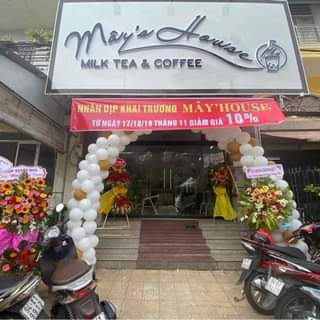 Mây's House
MILK TEA & COFFEE
NHÂN DỊP KHAI TRƯƠNG MÂY'HOUSE
TỪ NGÀY 17/18/19 THÁNG 11 GIẢM GIÁ 10%